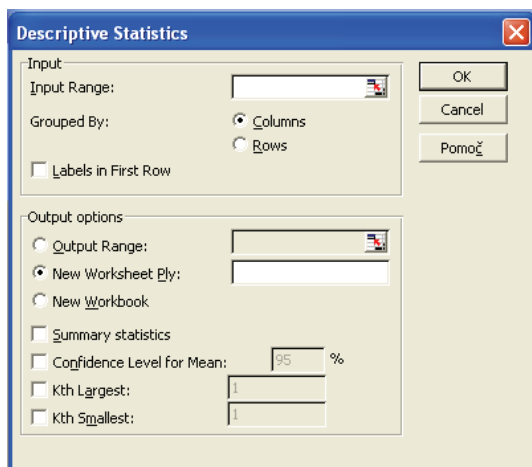 Descriptive Statistics
Input
Input Range:
Grouped By:
Columns
Rows
Labels in First Row
OK
Cancel
Pomoč
Output options
Output Range:
New Worksheet Ply:
New Workbook
Summary statistics
Confidence Level for Mean: 95 %
Kth Largest: 1
Kth Smallest: 1